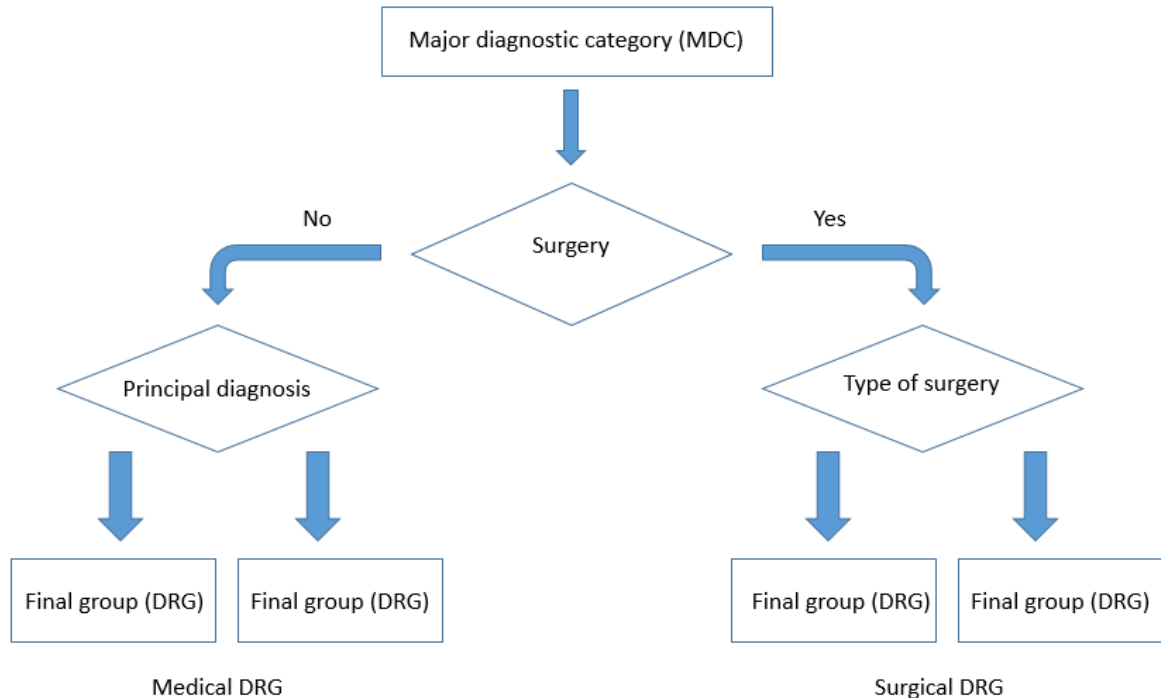 Major diagnostic category (MDC)
No
Yes
Surgery
Principal diagnosis
Type of surgery
Final group (DRG)
Final group (DRG)
Final group (DRG)
Final group (DRG)
Medical DRG
Surgical DRG